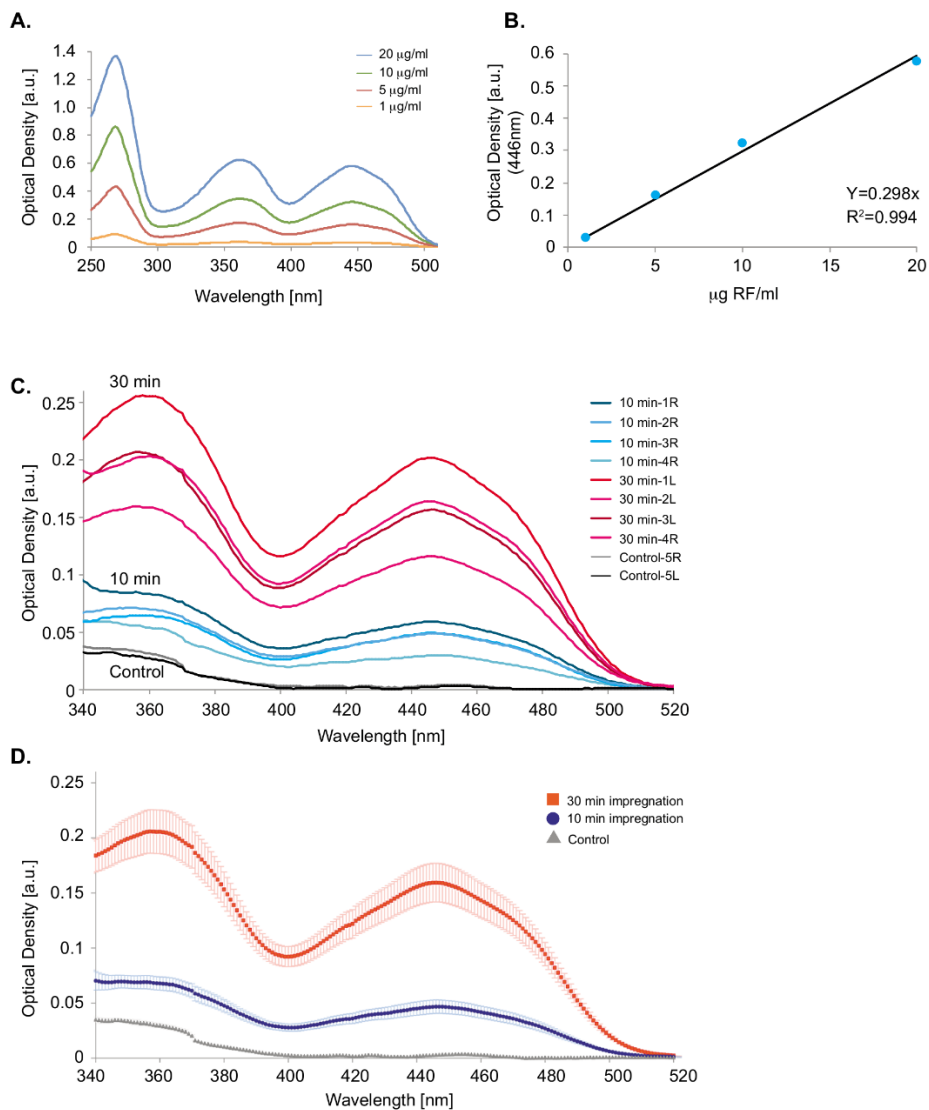 A.
20 μg/ml
10 μg/ml
5 μg/ml
1 μg/ml
Optical Density [a.u.]
1.4
1.2
1.0
0.8
0.6
0.4
0.2
0
250 300 350 400 450 500
Wavelength [nm]
B.
Optical Density [a.u.]
(446nm)
0.6
0.5
0.4
0.3
0.2
0.1
0
Y=0.298x
R²=0.994
0 5 10 15 20
μg RF/ml
C.
30 min
10 min
Control
Optical Density [a.u.]
0.25
0.2
0.15
0.1
0.05
0
340 360 380 400 420 440 460 480 500 520
Wavelength [nm]
10 min-1R
10 min-2R
10 min-3R
10 min-4R
30 min-1L
30 min-2L
30 min-3L
30 min-4R
Control-5R
Control-5L
D.
Optical Density [a.u.]
0.25
0.2
0.15
0.1
0.05
0
340 360 380 400 420 440 460 480 500 520
Wavelength [nm]
30 min impregnation
10 min impregnation
Control